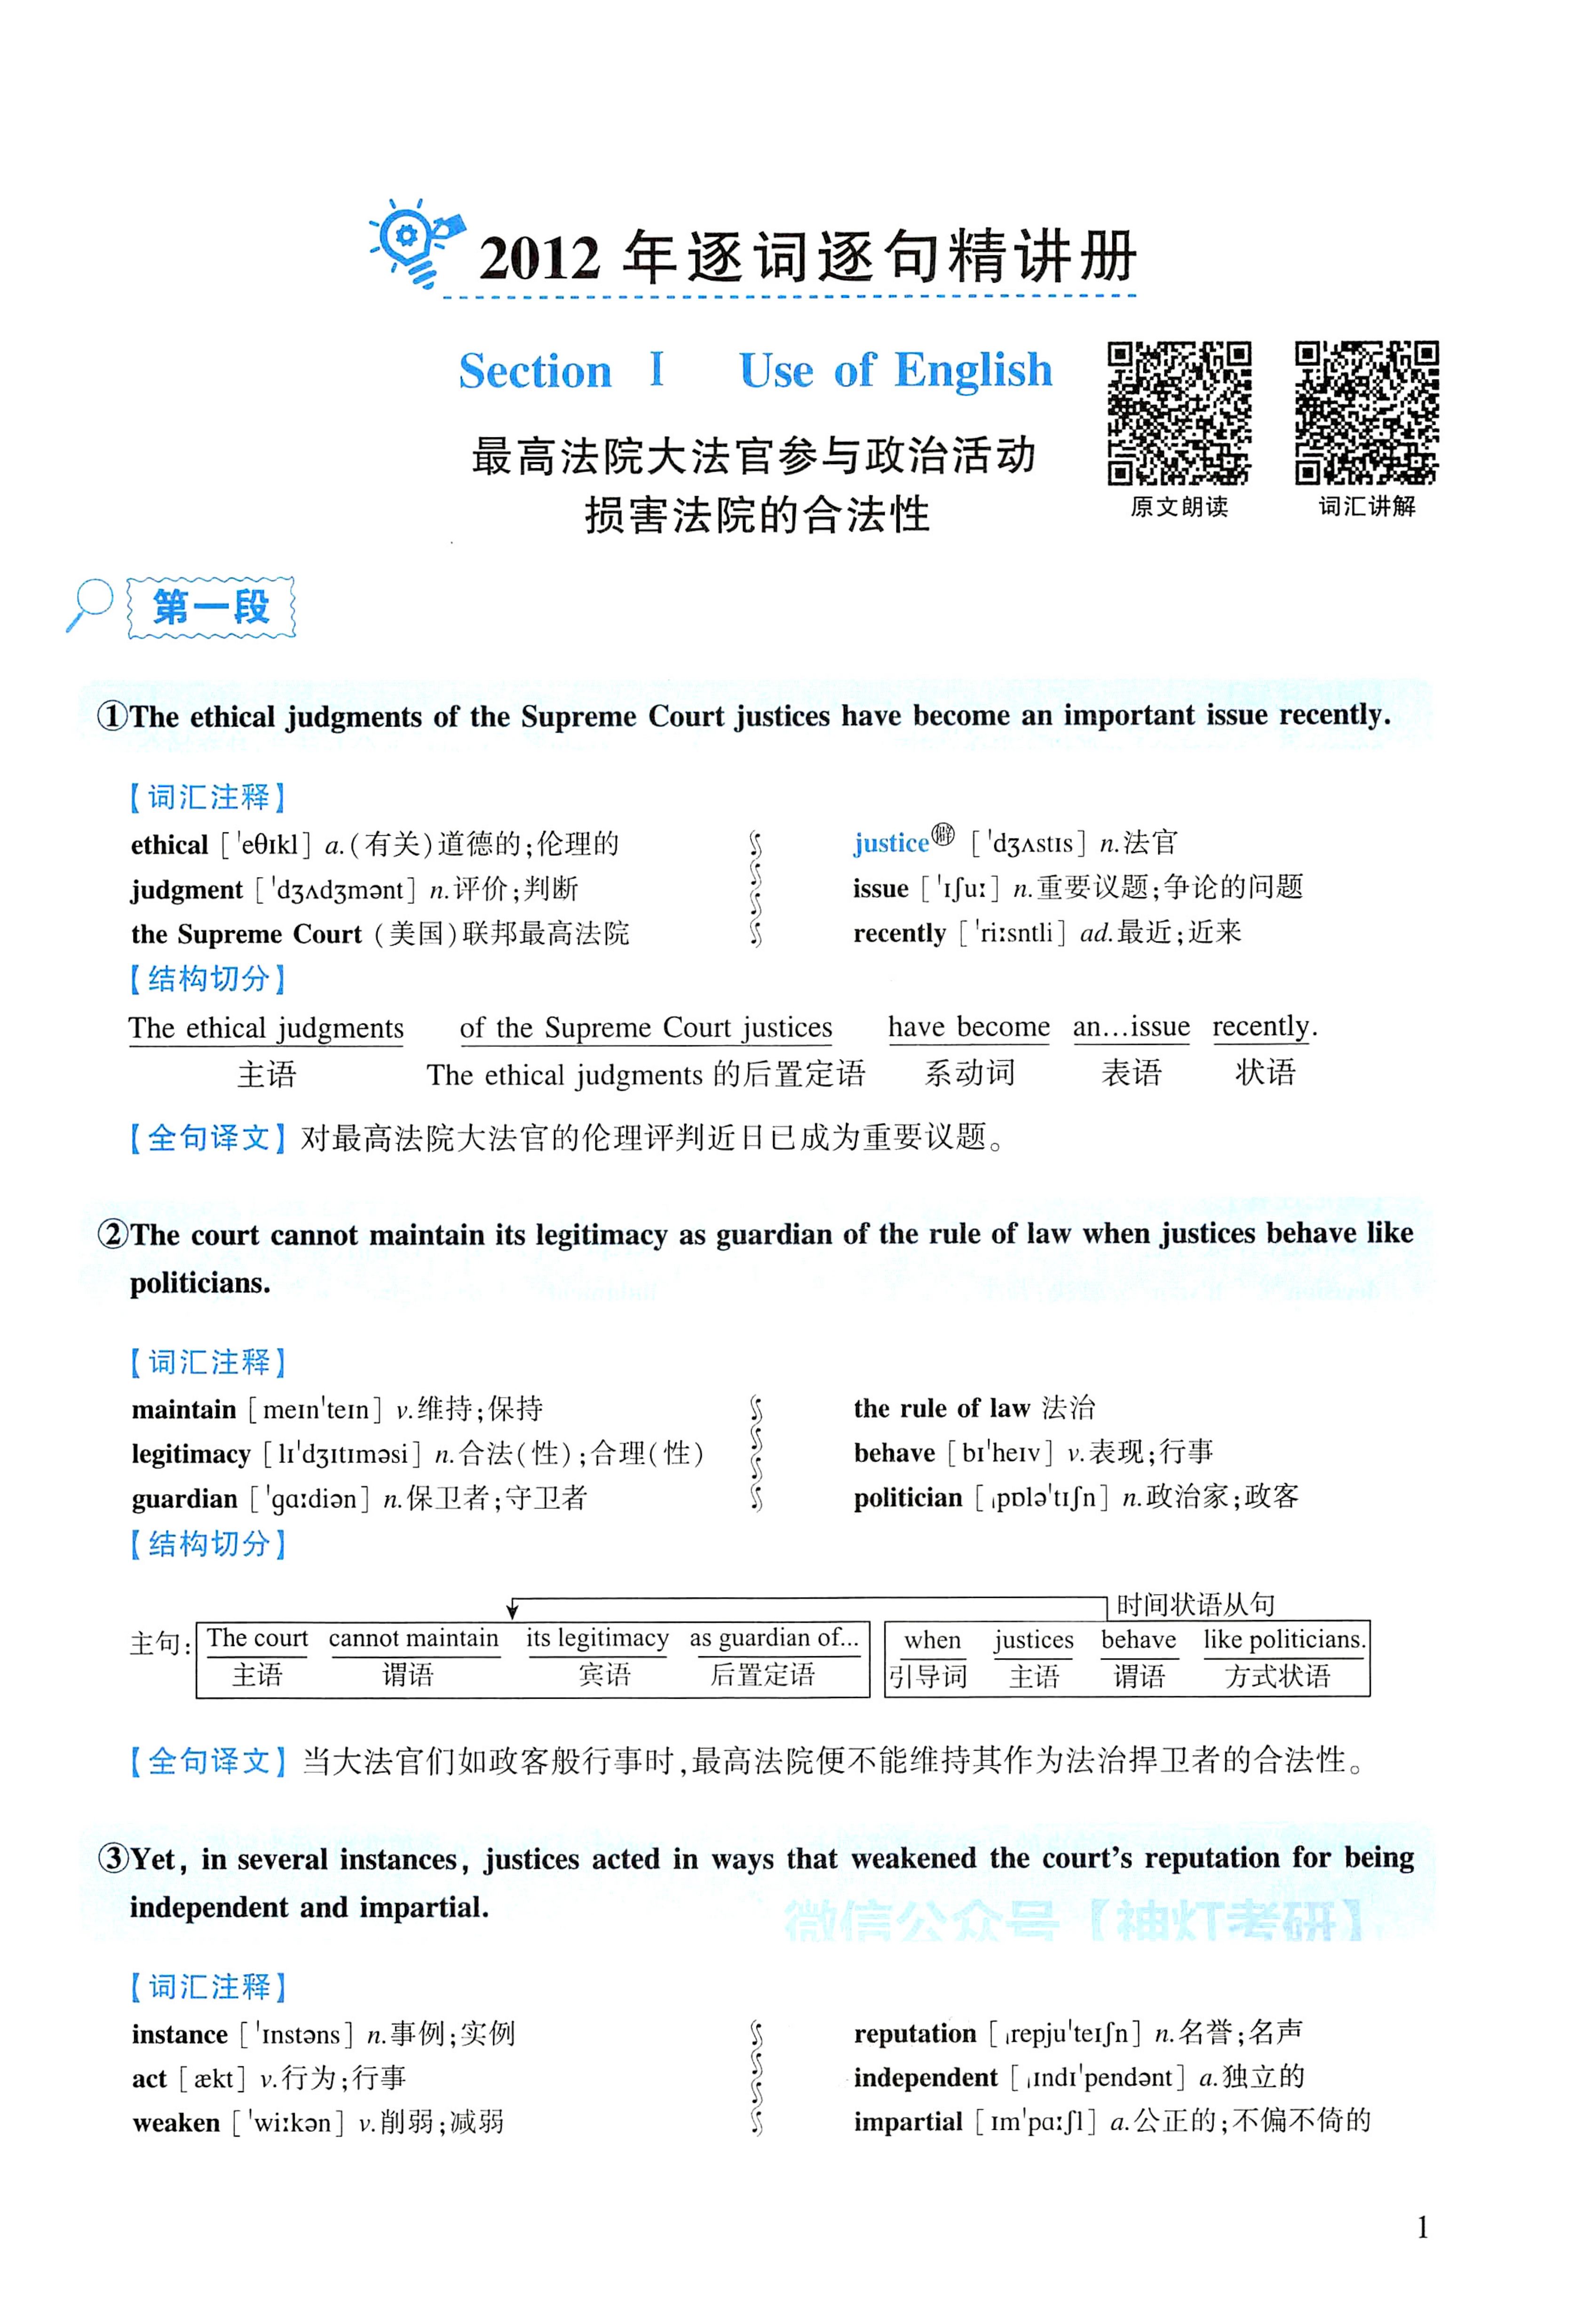 2012 年逐词逐句精讲册
Section Ⅰ Use of English
最高法院大法官参与政治活动
损害法院的合法性
原文朗读 词汇讲解
第一段
①The ethical judgments of the Supreme Court justices have become an important issue recently.
【词汇注释】
ethical [ˈeθɪkl] a.(有关)道德的;伦理的
judgment [ˈdʒʌdʒmənt] n.评价;判断
the Supreme Court (美国)联邦最高法院
justice僻 [ˈdʒʌstɪs] n.法官
issue [ˈɪʃuː] n.重要议题;争论的问题
recently [ˈriːsntli] ad.最近;近来
【结构切分】
The ethical judgments of the Supreme Court justices have become an…issue recently.
主语 The ethical judgments 的后置定语 系动词 表语 状语
【全句译文】对最高法院大法官的伦理评判近日已成为重要议题。
②The court cannot maintain its legitimacy as guardian of the rule of law when justices behave like
politicians.
【词汇注释】
maintain [meɪnˈteɪn] v.维持;保持
legitimacy [lɪˈdʒɪtɪməsi] n.合法(性);合理(性)
guardian [ˈɡɑːdiən] n.保卫者;守卫者
the rule of law 法治
behave [bɪˈheɪv] v.表现;行事
politician [ˌpɒləˈtɪʃn] n.政治家;政客
【结构切分】
时间状语从句
主句: The court cannot maintain its legitimacy as guardian of... when justices behave like politicians.
主语 谓语 宾语 后置定语 引导词 主语 谓语 方式状语
【全句译文】当大法官们如政客般行事时,最高法院便不能维持其作为法治捍卫者的合法性。
③Yet, in several instances, justices acted in ways that weakened the court's reputation for being
independent and impartial.
微信公众号【神灯考研】
【词汇注释】
instance [ˈɪnstəns] n.事例;实例
act [ækt] v.行为;行事
weaken [ˈwiːkən] v.削弱;减弱
reputation [ˌrepjuˈteɪʃn] n.名誉;名声
independent [ˌɪndɪˈpendənt] a.独立的
impartial [ɪmˈpɑːʃl] a.公正的;不偏不倚的
1